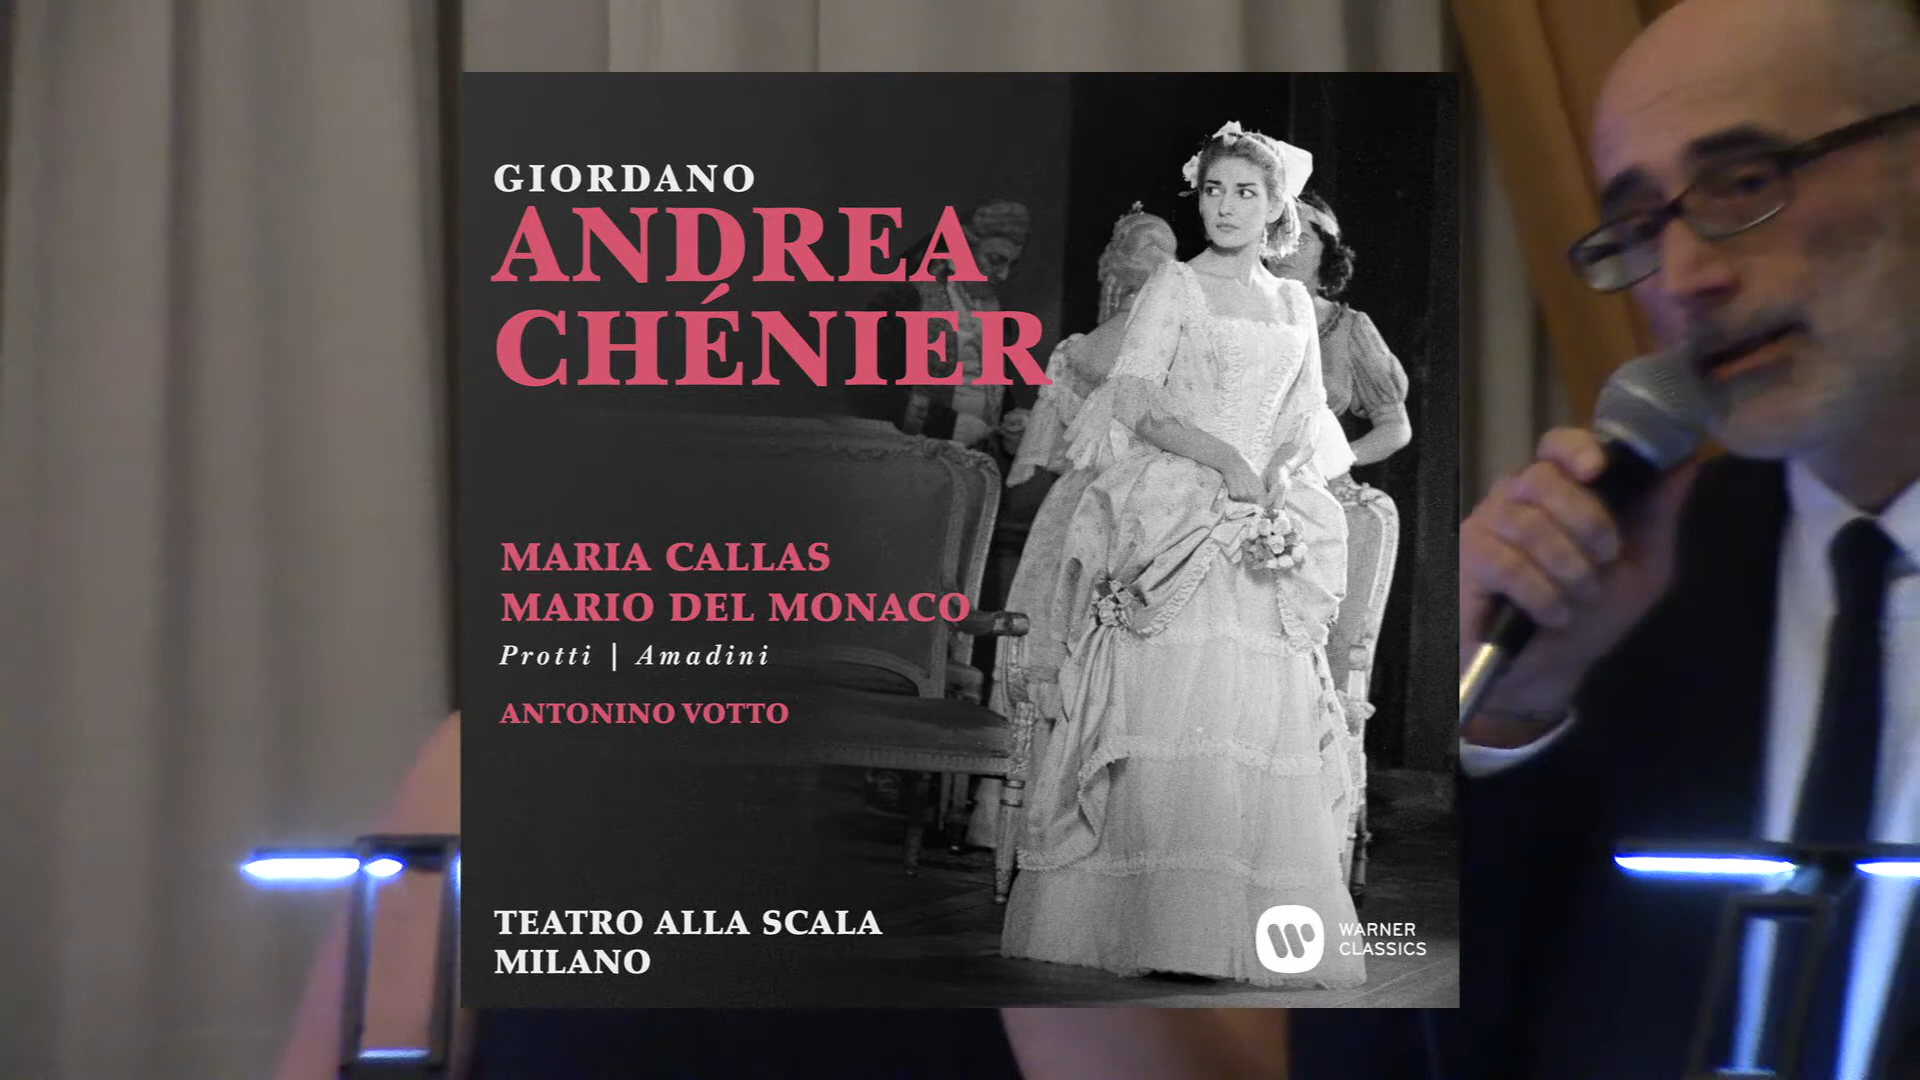 GIORDANO
ANDREA
CHÉNIER
MARIA CALLAS
MARIO DEL MONACO
Protti | Amadini
ANTONINO VOTTO
TEATRO ALLA SCALA
MILANO
WARNER
CLASSICS